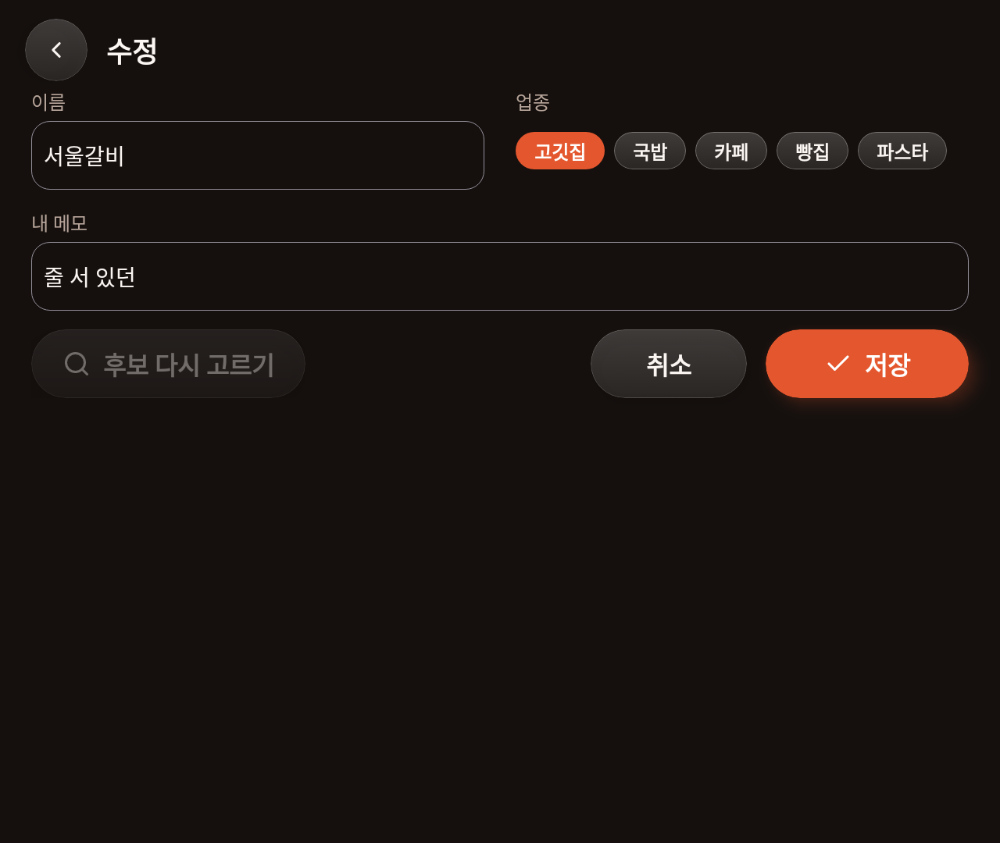 수정
이름
서울갈비
업종
고깃집 국밥 카페 빵집 파스타
내 메모
줄 서 있던
후보 다시 고르기 취소 저장